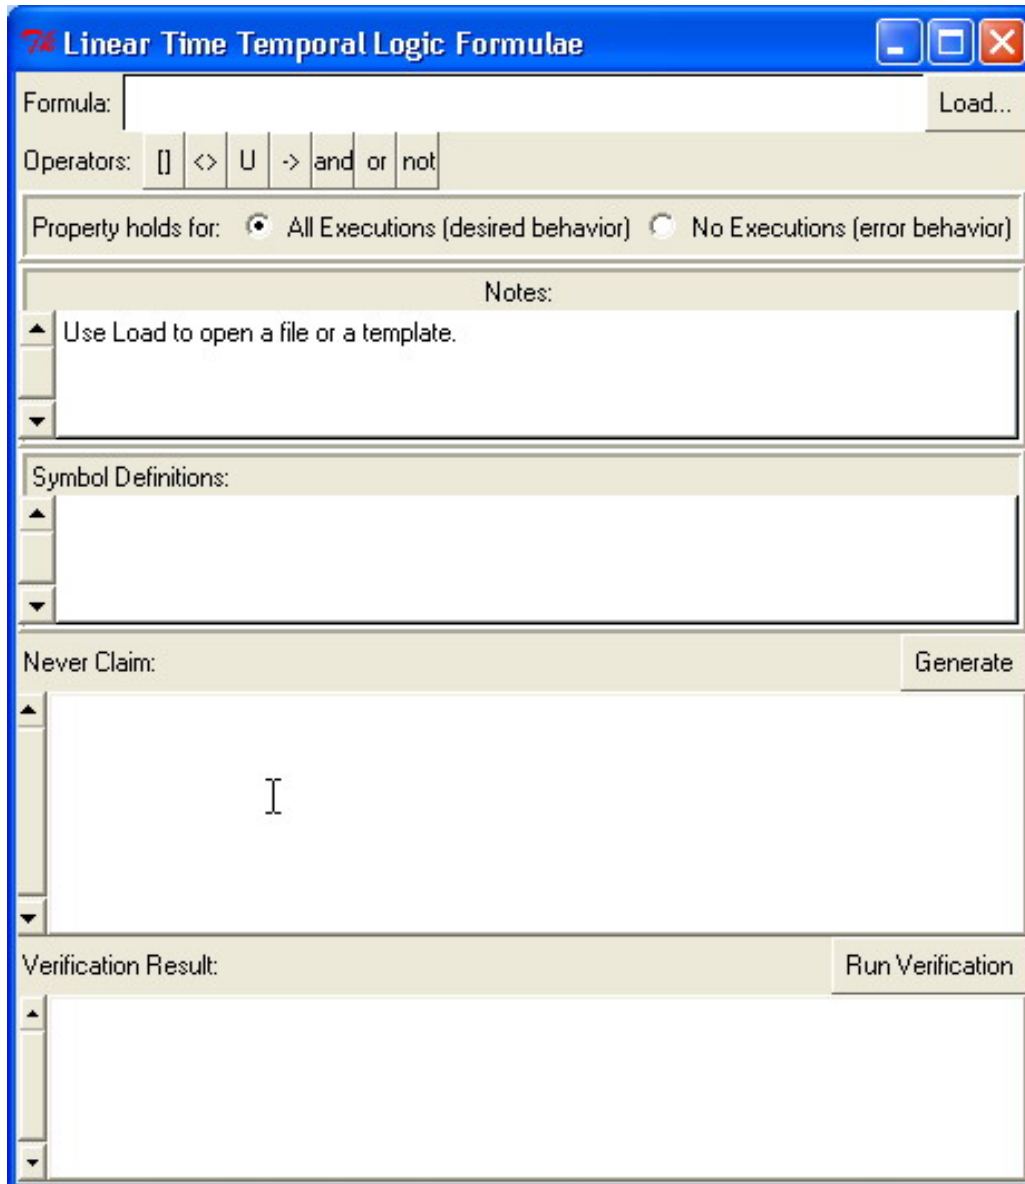 Tk Linear Time Temporal Logic Formulae
Formula: Load...
Operators: [] <> U -> and or not
Property holds for: All Executions (desired behavior) No Executions (error behavior)
Notes:
Use Load to open a file or a template.
Symbol Definitions:
Never Claim: Generate
Verification Result: Run Verification